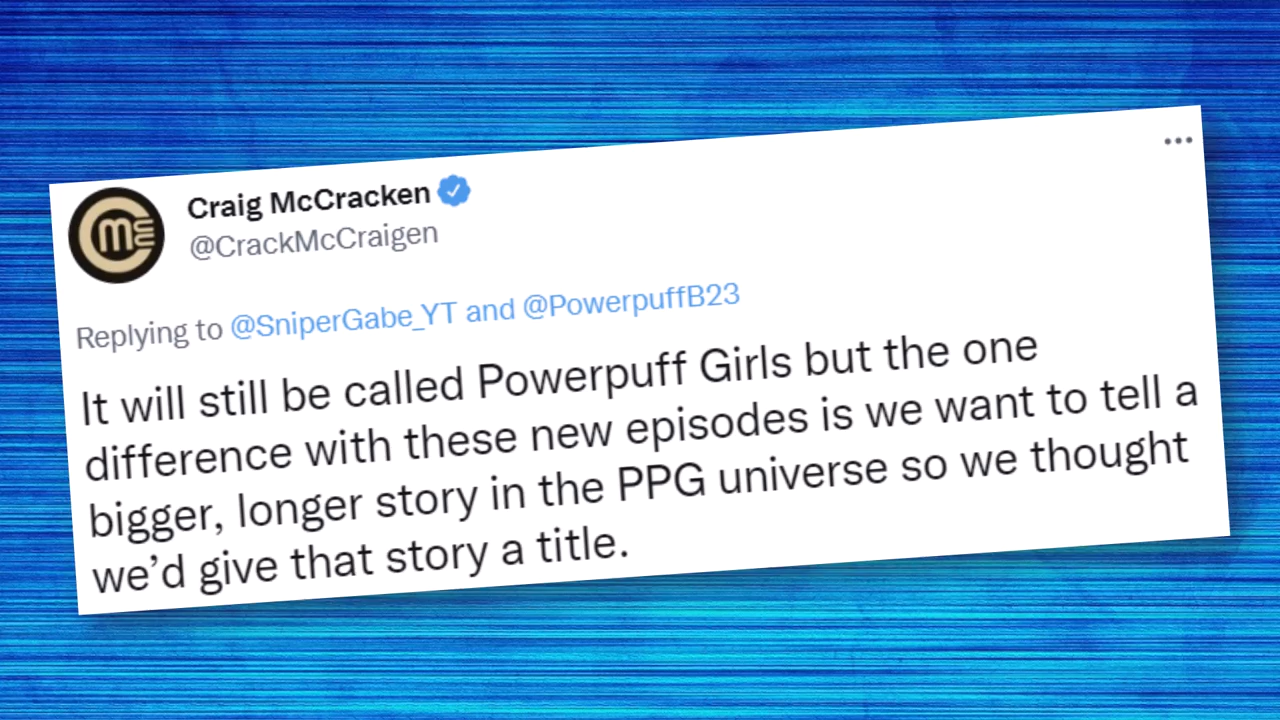 Craig McCracken
@CrackMcCraigen
Replying to @SniperGabe_YT and @PowerpuffB23
It will still be called Powerpuff Girls but the one
difference with these new episodes is we want to tell a
bigger, longer story in the PPG universe so we thought
we’d give that story a title.